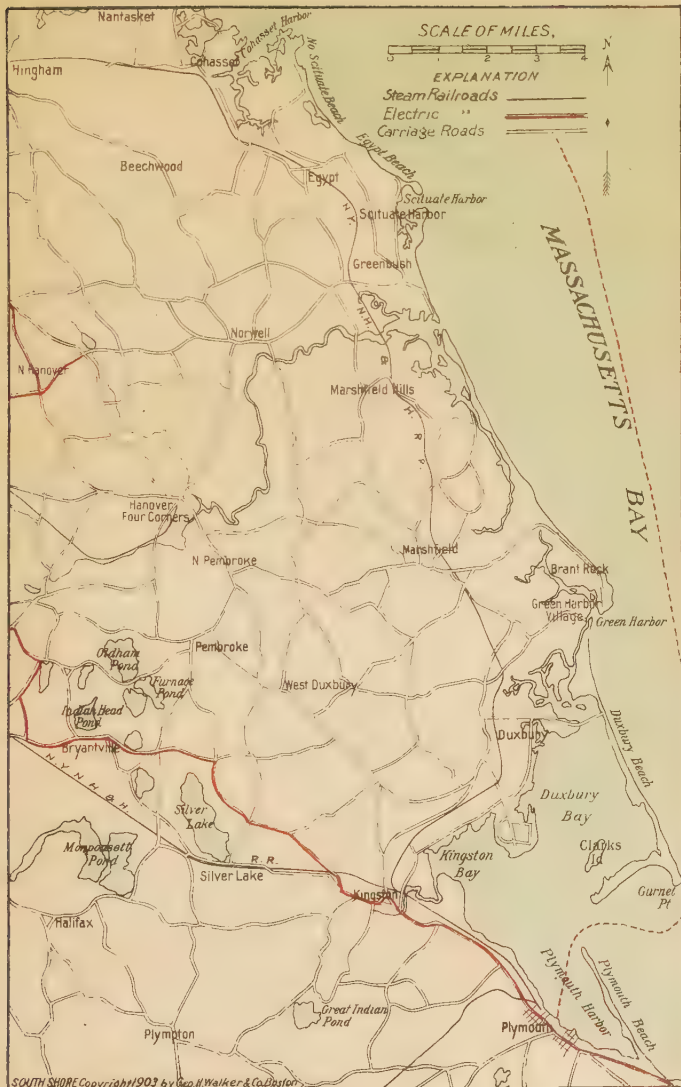 Nantasket
Cohasset Harbor
Hingham
Cohasset
No Scituate Beach
SCALE OF MILES,
0 1 2 3 4
N
EXPLANATION
Steam Railroads
Electric "
Carriage Roads
Beechwood
Egypt
Egypt Beach
Scituate Harbor
Scituate Harbor
N.Y.
Greenbush
MASSACHUSETTS
BAY
N.H.
&
H.
R.R.
Norwell
N Hanover
Marshfield Hills
Hanover
Four Corners
N Pembroke
Marshfield
Brant Rock
Green Harbor
Village
Green Harbor
Oldham
Pond
Pembroke
Furnace
Pond
West Duxbury
Indian Head
Pond
Bryantville
Duxbury
Duxbury Beach
N.Y.N.H.&H.
R.R.
Silver
Lake
Duxbury
Bay
Monponsett
Pond
Kingston
Bay
Clarks
Id
Gurnet
Pt
Silver Lake
Kingston
Halifax
Great Indian
Pond
Plymouth Harbor
Plymouth Beach
Plympton
Plymouth
SOUTH SHORE Copyright 1903 by Geo.H.Walker & Co.Boston